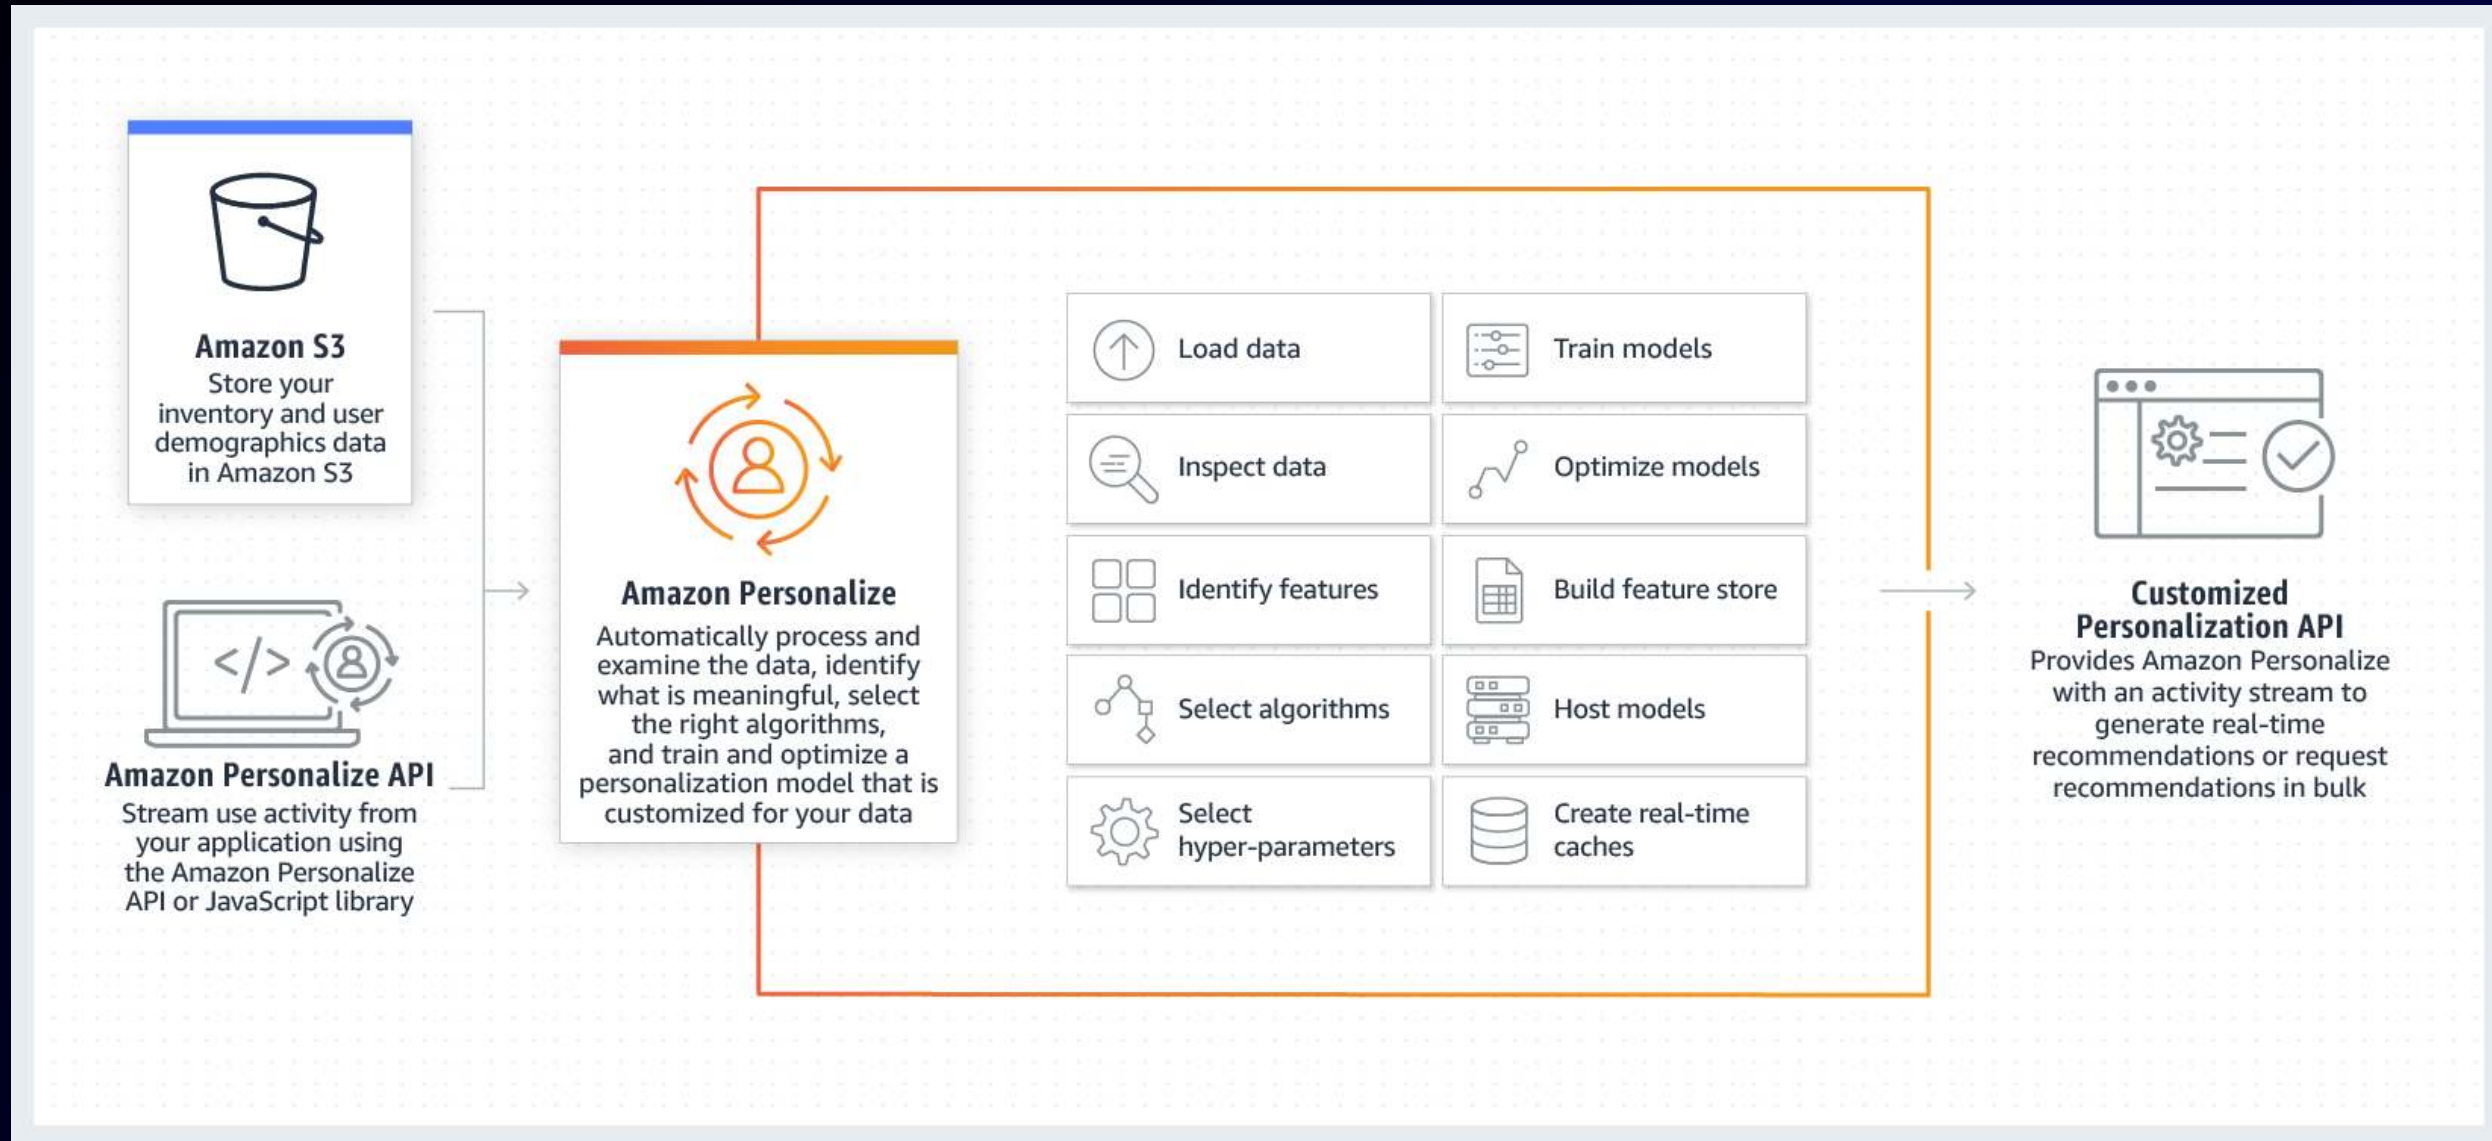 Amazon S3
Store your
inventory and user
demographics data
in Amazon S3
</>
Amazon Personalize API
Stream use activity from
your application using
the Amazon Personalize
API or JavaScript library
Amazon Personalize
Automatically process and
examine the data, identify
what is meaningful, select
the right algorithms,
and train and optimize a
personalization model that is
customized for your data
Load data
Train models
Inspect data
Optimize models
Identify features
Build feature store
Select algorithms
Host models
Select
hyper-parameters
Create real-time
caches
Customized
Personalization API
Provides Amazon Personalize
with an activity stream to
generate real-time
recommendations or request
recommendations in bulk